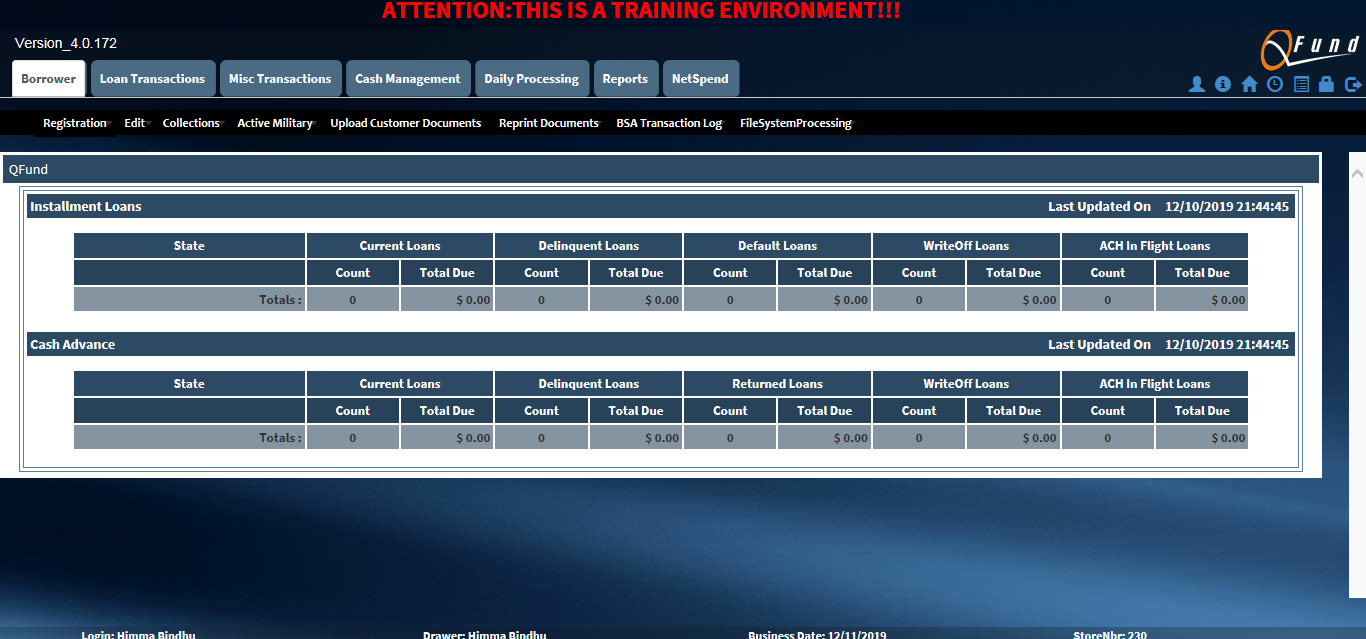 ATTENTION:THIS IS A TRAINING ENVIRONMENT!!!
Version_4.0.172
QFund
Borrower Loan Transactions Misc Transactions Cash Management Daily Processing Reports NetSpend
Registration Edit Collections Active Military Upload Customer Documents Reprint Documents BSA Transaction Log FileSystemProcessing
QFund
Installment Loans Last Updated On 12/10/2019 21:44:45
State Current Loans Delinquent Loans Default Loans WriteOff Loans ACH In Flight Loans
Count Total Due Count Total Due Count Total Due Count Total Due Count Total Due
Totals : 0 $ 0.00 0 $ 0.00 0 $ 0.00 0 $ 0.00 0 $ 0.00
Cash Advance Last Updated On 12/10/2019 21:44:45
State Current Loans Delinquent Loans Returned Loans WriteOff Loans ACH In Flight Loans
Count Total Due Count Total Due Count Total Due Count Total Due Count Total Due
Totals : 0 $ 0.00 0 $ 0.00 0 $ 0.00 0 $ 0.00 0 $ 0.00
Login: Himma Bindhu Drawer: Himma Bindhu Business Date: 12/11/2019 StoreNbr: 230